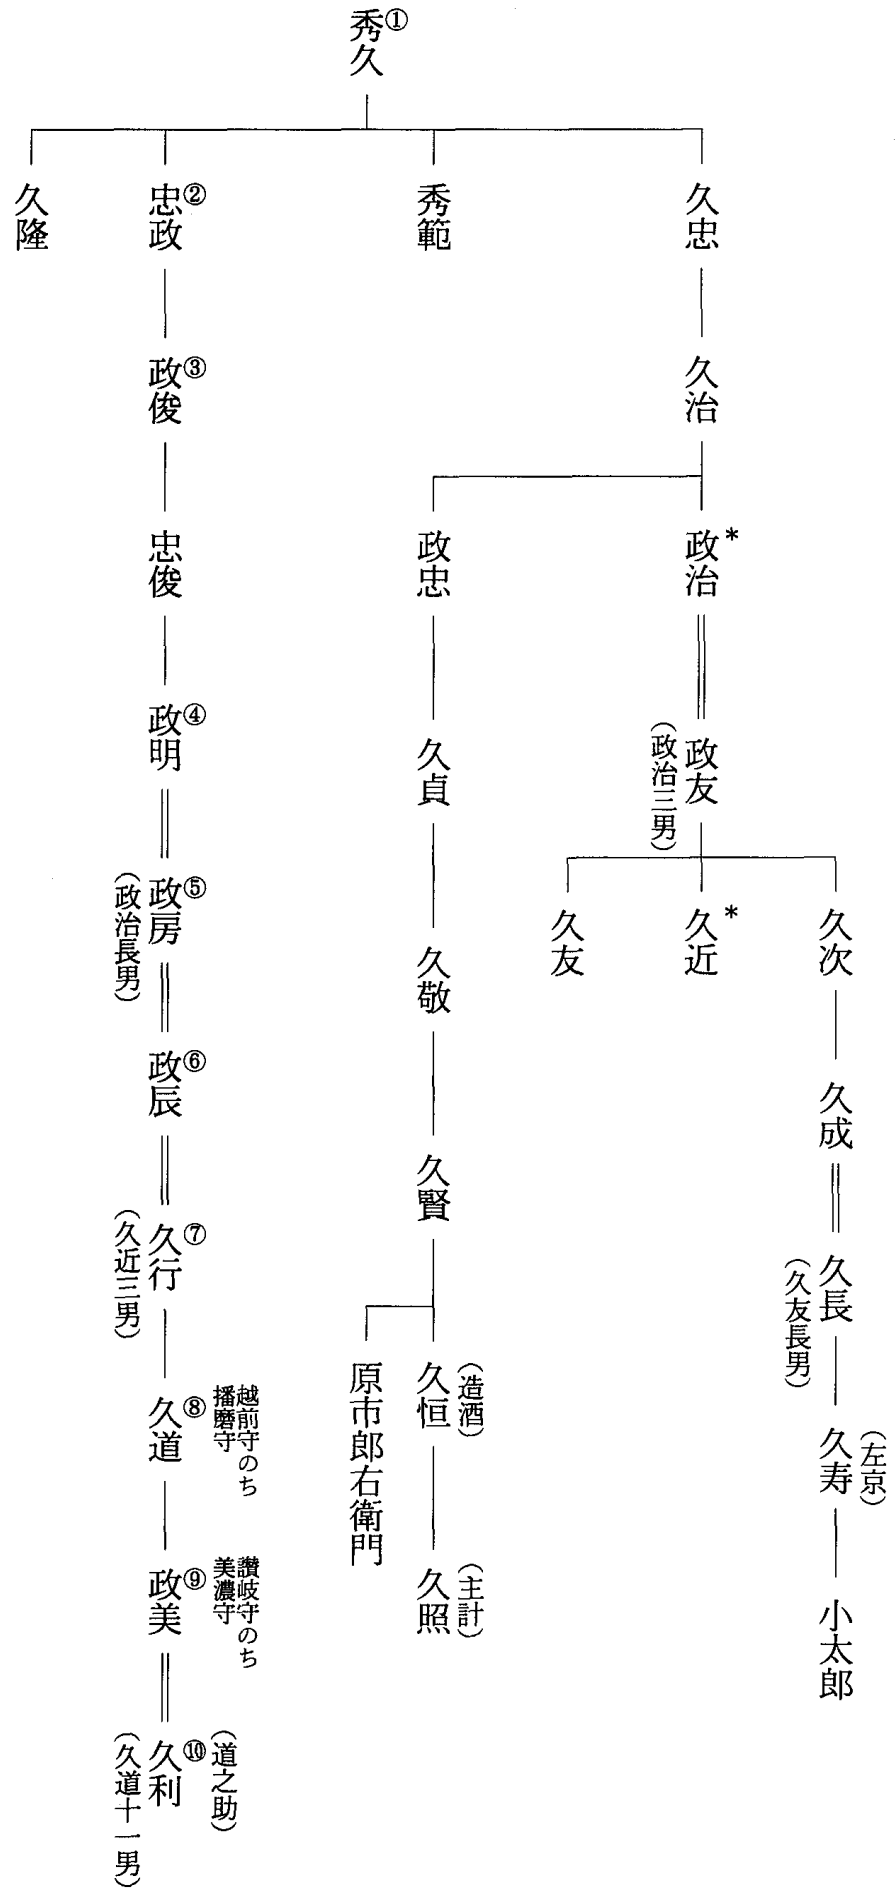 ①秀久
久忠
秀範
②忠政
久隆
久治
③政俊
*政治
政忠
忠俊
政友
(政治三男)
④政明
久貞
久次
*久近
久友
⑤政房
(政治長男)
久敬
久成
⑥政辰
久賢
久長
(久友長男)
⑦久行
(久近三男)
(造酒)
久恒
原市郎右衛門
越前守のち
播磨守
⑧久道
(左京)
久寿
(主計)
久照
讃岐守のち
美濃守
⑨政美
小太郎
(道之助)
⑩久利
(久道十一男)